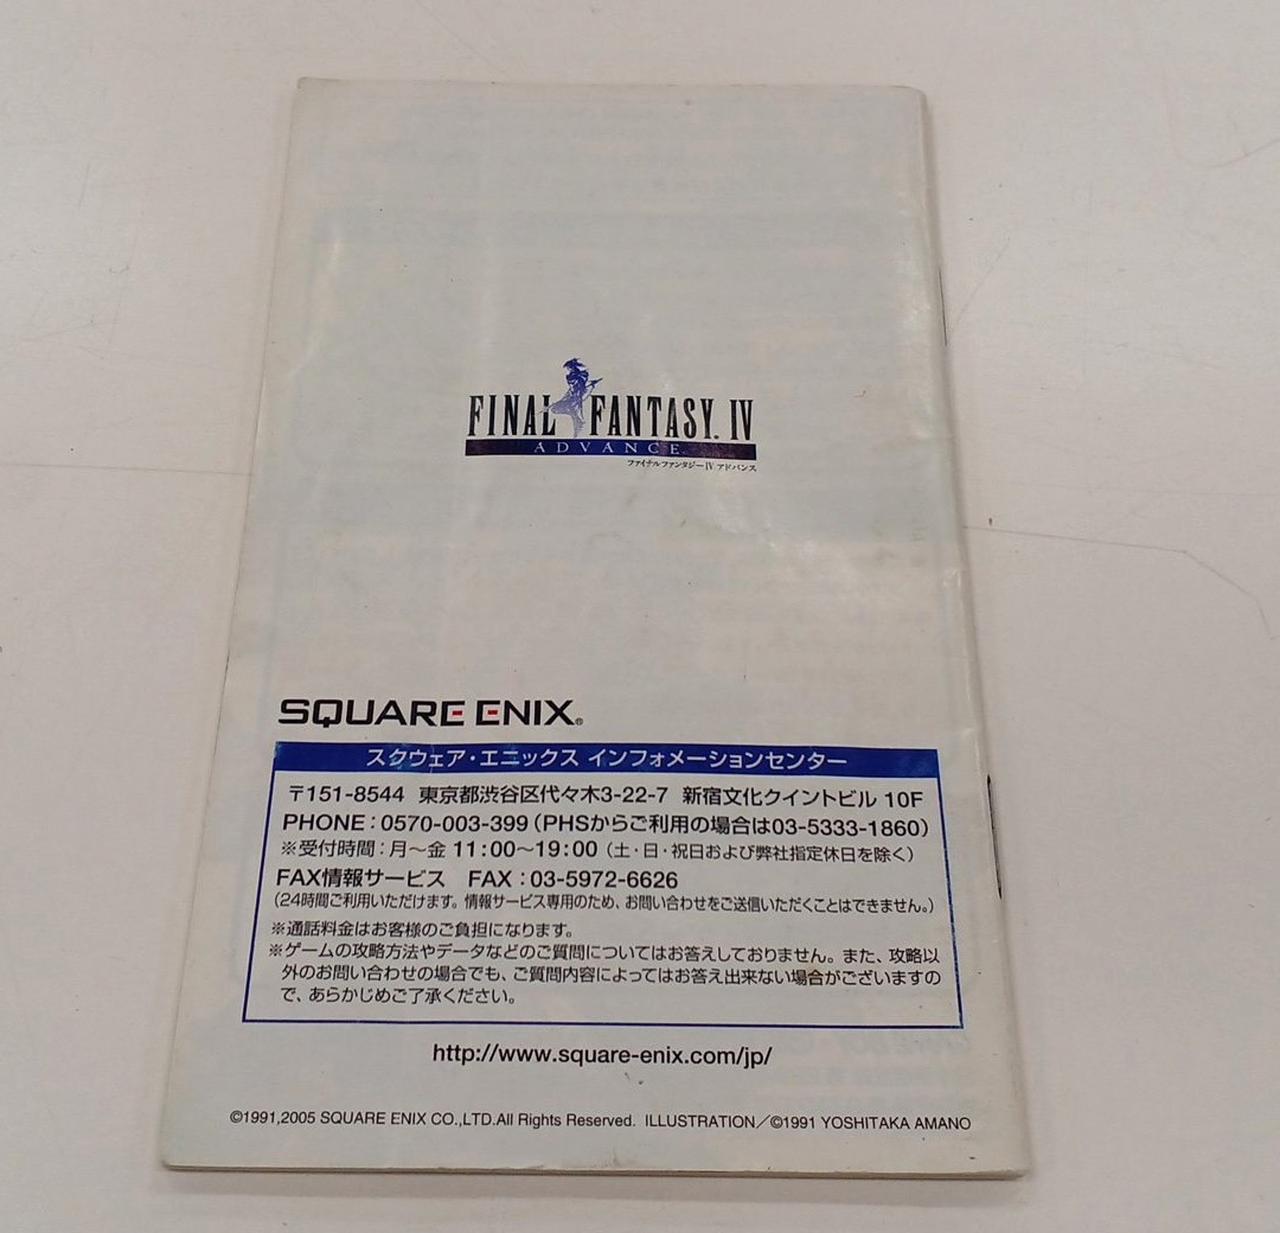 FINAL FANTASY. IV
ADVANCE
ファイナルファンタジーIV アドバンス
SQUARE ENIX®
スクウェア・エニックス インフォメーションセンター
〒151-8544 東京都渋谷区代々木3-22-7 新宿文化クイントビル 10F
PHONE：0570-003-399（PHSからご利用の場合は03-5333-1860）
※受付時間：月～金 11:00～19:00（土・日・祝日および弊社指定休日を除く）
FAX情報サービス FAX：03-5972-6626
（24時間ご利用いただけます。情報サービス専用のため、お問い合わせをご送信いただくことはできません。）
※通話料金はお客様のご負担になります。
※ゲームの攻略方法やデータなどのご質問についてはお答えしておりません。また、攻略以
外のお問い合わせの場合でも、ご質問内容によってはお答え出来ない場合がございますの
で、あらかじめご了承ください。
http://www.square-enix.com/jp/
©1991,2005 SQUARE ENIX CO.,LTD.All Rights Reserved. ILLUSTRATION／©1991 YOSHITAKA AMANO